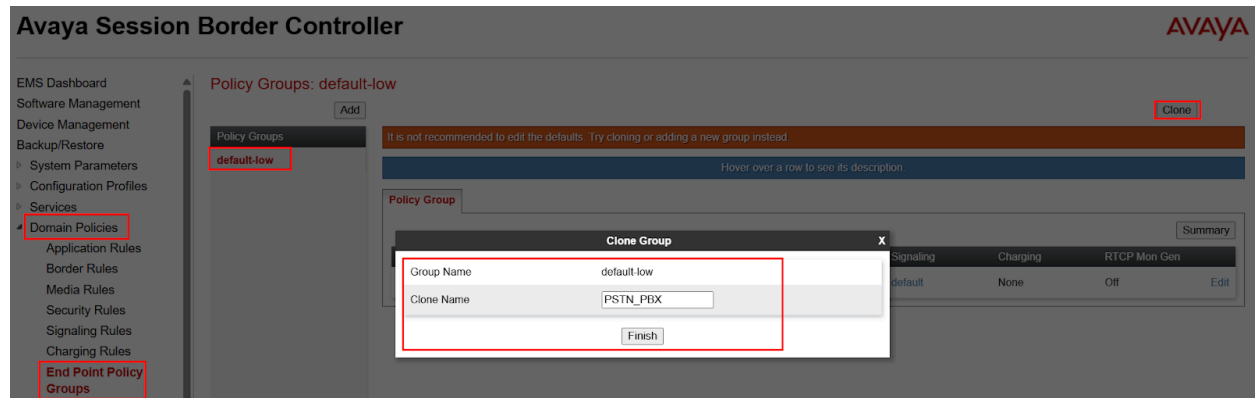 Avaya Session Border Controller
AVAYA
EMS Dashboard
Software Management
Device Management
Backup/Restore
System Parameters
Configuration Profiles
Services
Domain Policies
Application Rules
Border Rules
Media Rules
Security Rules
Signaling Rules
Charging Rules
End Point Policy
Groups
Policy Groups: default-low
Add
Clone
Policy Groups
default-low
It is not recommended to edit the defaults. Try cloning or adding a new group instead.
Hover over a row to see its description.
Policy Group
Summary
Signaling Charging RTCP Mon Gen
default None Off Edit
Clone Group X
Group Name default-low
Clone Name PSTN_PBX
Finish